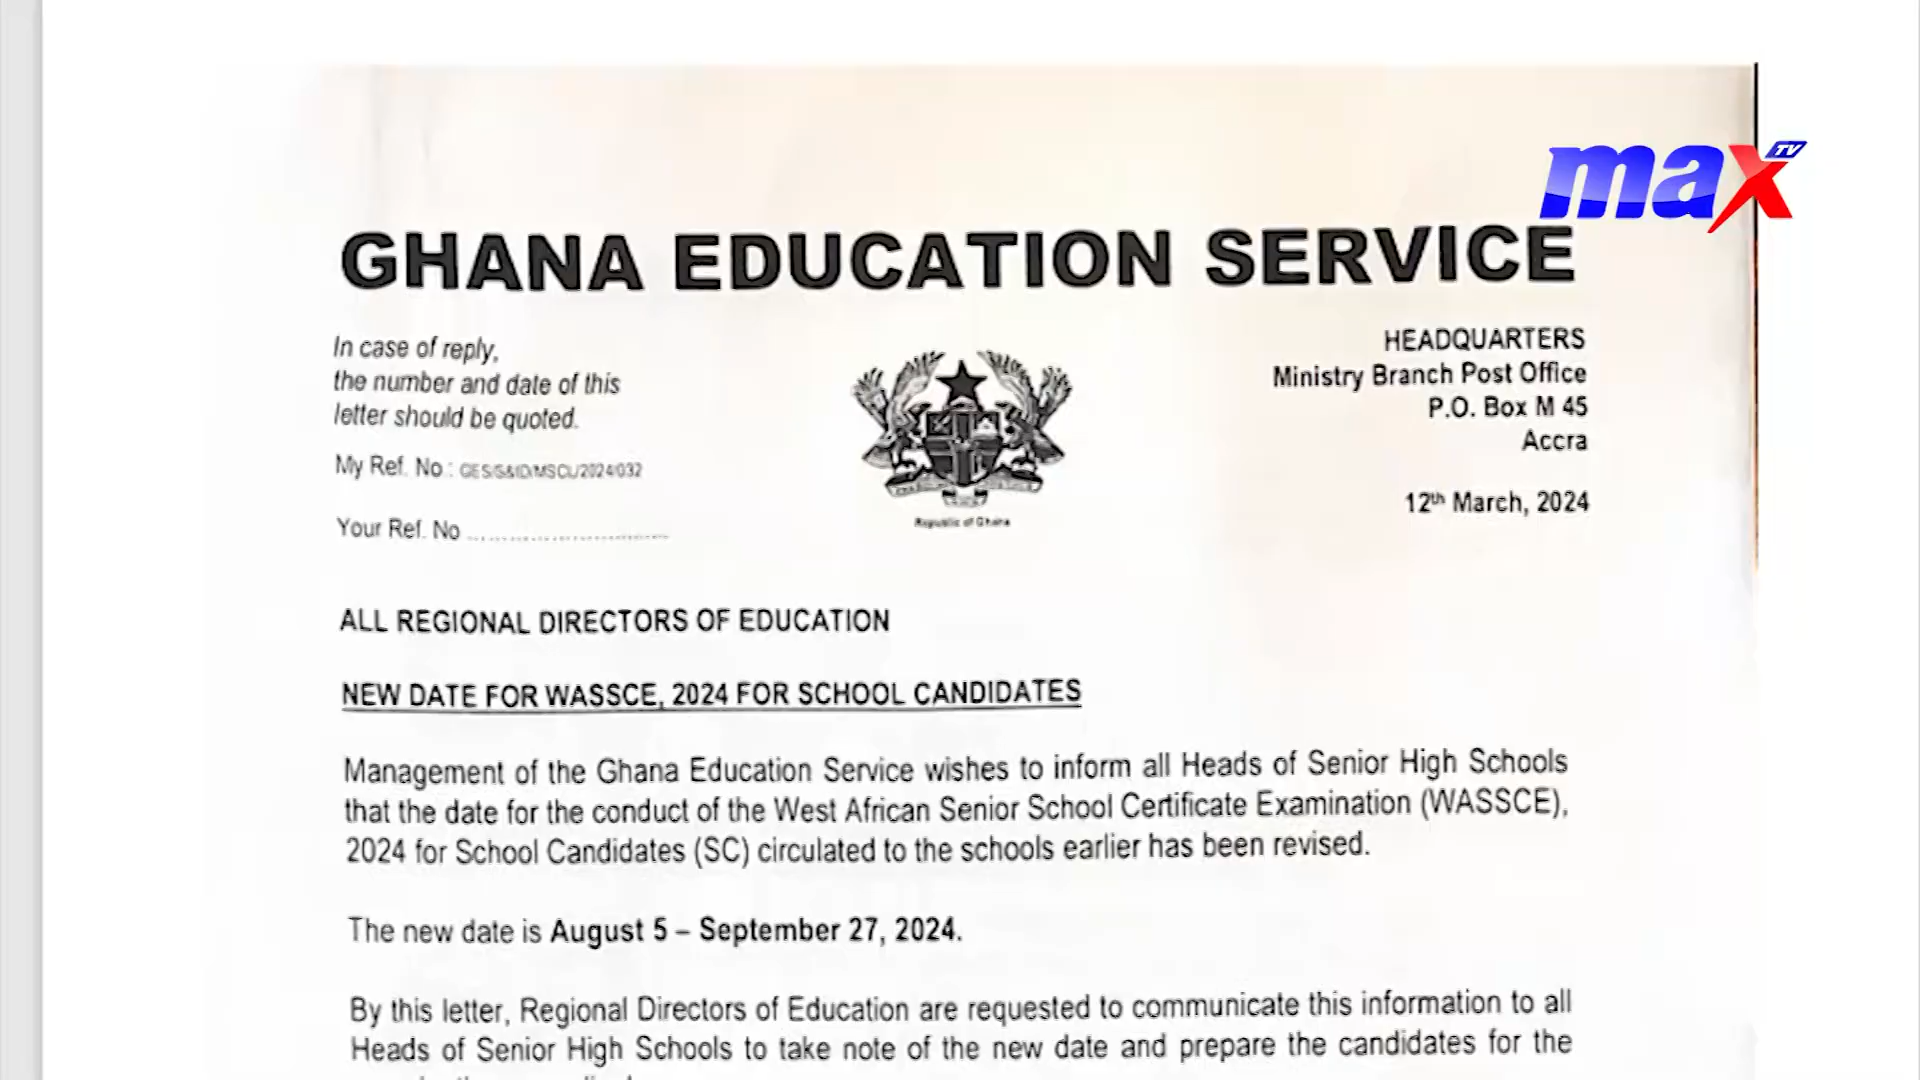 max TV
GHANA EDUCATION SERVICE
In case of reply,
the number and date of this
letter should be quoted.
My Ref. No : GES/S&ID/MSCU/2024/032
Your Ref. No ..............................
Republic of Ghana
HEADQUARTERS
Ministry Branch Post Office
P.O. Box M 45
Accra
12th March, 2024
ALL REGIONAL DIRECTORS OF EDUCATION
NEW DATE FOR WASSCE, 2024 FOR SCHOOL CANDIDATES
Management of the Ghana Education Service wishes to inform all Heads of Senior High Schools
that the date for the conduct of the West African Senior School Certificate Examination (WASSCE),
2024 for School Candidates (SC) circulated to the schools earlier has been revised.
The new date is August 5 – September 27, 2024.
By this letter, Regional Directors of Education are requested to communicate this information to all
Heads of Senior High Schools to take note of the new date and prepare the candidates for the